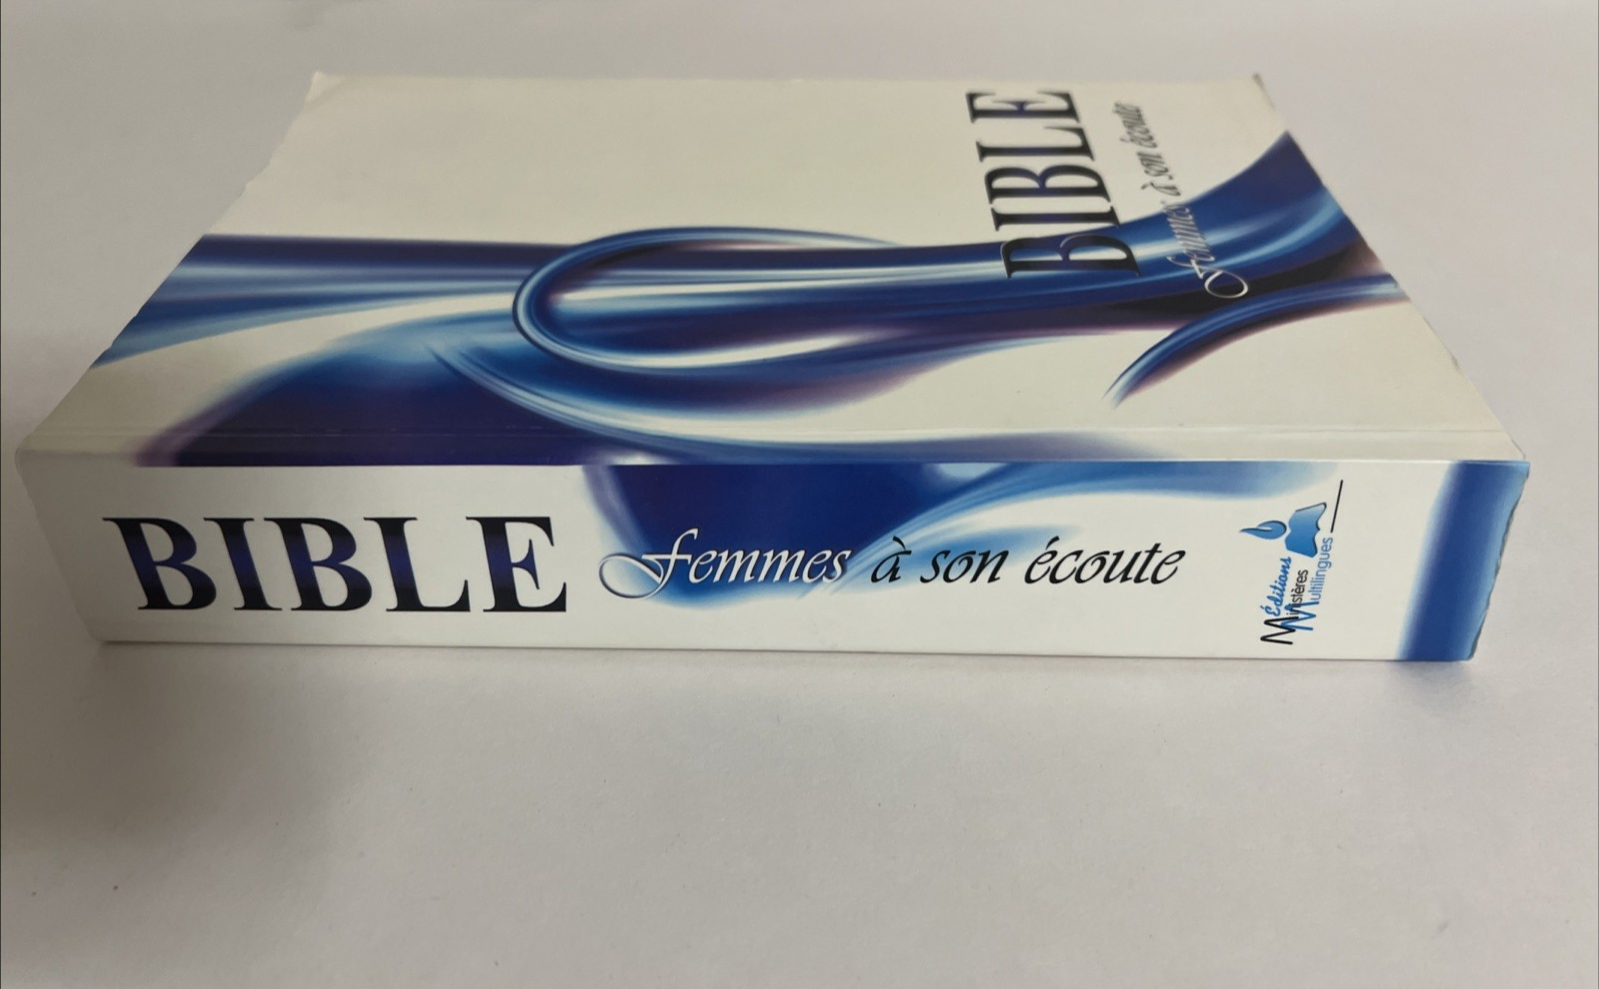 BIBLE
Femmes à son écoute
BIBLE Femmes à son écoute
Éditions
Ministères
Multilingues